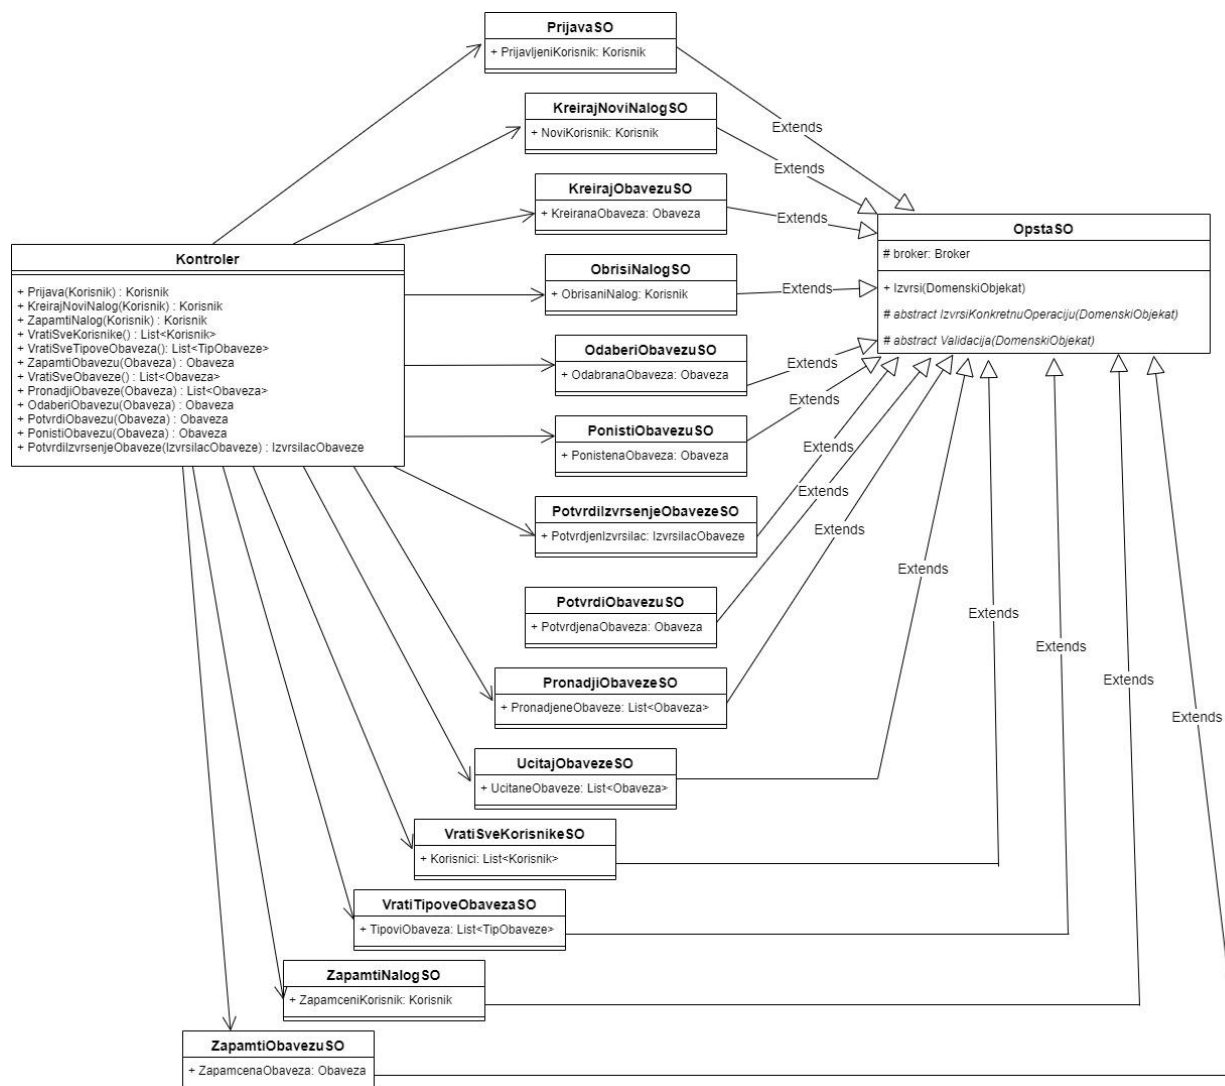 PrijavaSO
+ PrijavljeniKorisnik: Korisnik
Extends
KreirajNoviNalogSO
+ NoviKorisnik: Korisnik
Extends
KreirajObavezuSO
+ KreiranaObaveza: Obaveza
Extends
OpstaSO
# broker: Broker
+ Izvrsi(DomenskiObjekat)
# abstract IzvrsiKonkretnuOperaciju(DomenskiObjekat)
# abstract Validacija(DomenskiObjekat)
Kontroler
+ Prijava(Korisnik) : Korisnik
+ KreirajNoviNalog(Korisnik) : Korisnik
+ ZapamtiNalog(Korisnik) : Korisnik
+ VratiSveKorisnike() : List<Korisnik>
+ VratiSveTipoveObaveza(): List<TipObaveze>
+ ZapamtiObavezu(Obaveza) : Obaveza
+ VratiSveObaveze() : List<Obaveza>
+ PronadjiObaveze(Obaveza) : List<Obaveza>
+ OdaberiObavezu(Obaveza) : Obaveza
+ PotvrdiObavezu(Obaveza) : Obaveza
+ PonistiObavezu(Obaveza) : Obaveza
+ PotvrdiIzvrsenjeObaveze(IzvrsilacObaveze) : IzvrsilacObaveze
ObrisiNalogSO
+ ObrisaniNalog: Korisnik
Extends
OdaberiObavezuSO
+ OdabranaObaveza: Obaveza
Extends
PonistiObavezuSO
+ PonistenaObaveza: Obaveza
Extends
PotvrdiIzvrsenjeObavezeSO
+ PotvrdjenIzvrsilac: IzvrsilacObaveze
Extends
PotvrdiObavezuSO
+ PotvrdjenaObaveza: Obaveza
Extends
PronadjiObavezeSO
+ PronadjeneObaveze: List<Obaveza>
Extends
UcitajObavezeSO
+ UcitaneObaveze: List<Obaveza>
Extends
VratiSveKorisnikeSO
+ Korisnici: List<Korisnik>
Extends
VratiTipoveObavezaSO
+ TipoviObaveza: List<TipObaveze>
Extends
ZapamtiNalogSO
+ ZapamceniKorisnik: Korisnik
Extends
ZapamtiObavezuSO
+ ZapamcenaObaveza: Obaveza
Extends